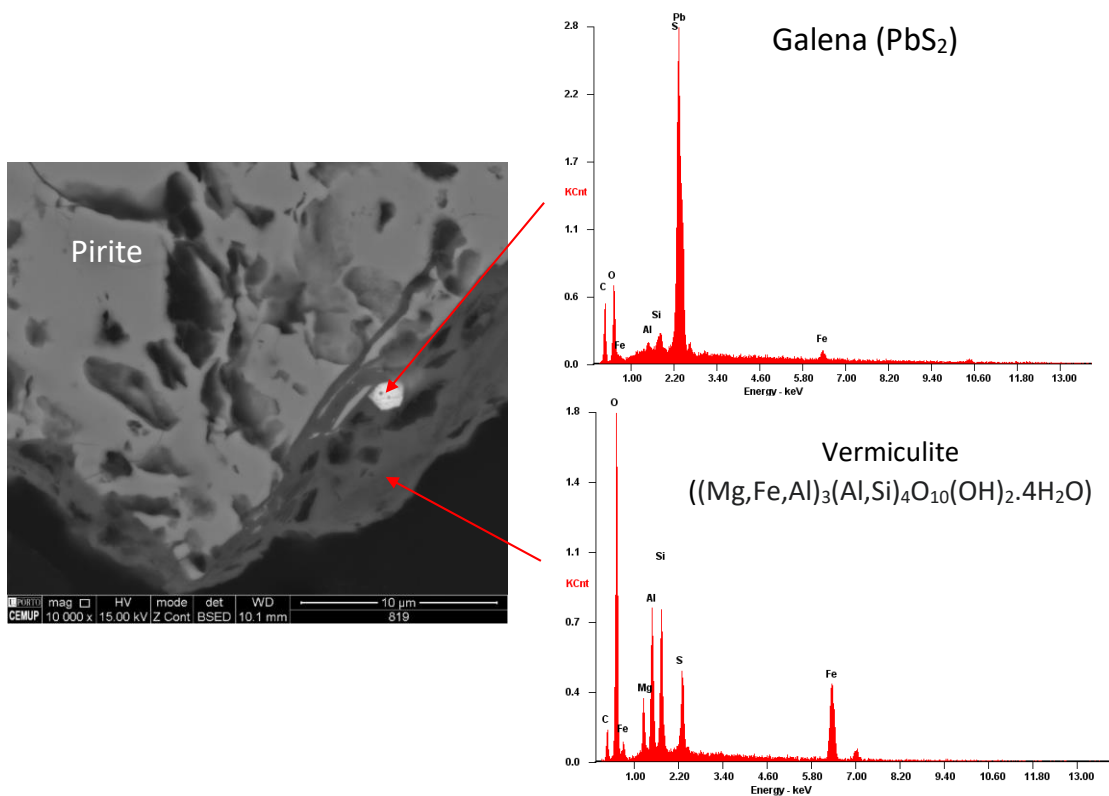 Pirite
U.PORTO
CEMUP
mag □ HV mode det WD
10 000 x 15.00 kV Z Cont BSED 10.1 mm
10 µm
819
Galena (PbS₂)
2.8
2.2
1.7
KCnt
1.1
0.6
0.0
C
O
Fe
Al
Si
Pb
S
Fe
1.00 2.20 3.40 4.60 5.80 7.00 8.20 9.40 10.60 11.80 13.00
Energy - keV
Vermiculite
((Mg,Fe,Al)₃(Al,Si)₄O₁₀(OH)₂.4H₂O)
1.8
1.4
1.1
KCnt
0.7
0.4
0.0
C
O
Fe
Mg
Al
Si
S
Fe
1.00 2.20 3.40 4.60 5.80 7.00 8.20 9.40 10.60 11.80 13.00
Energy - keV